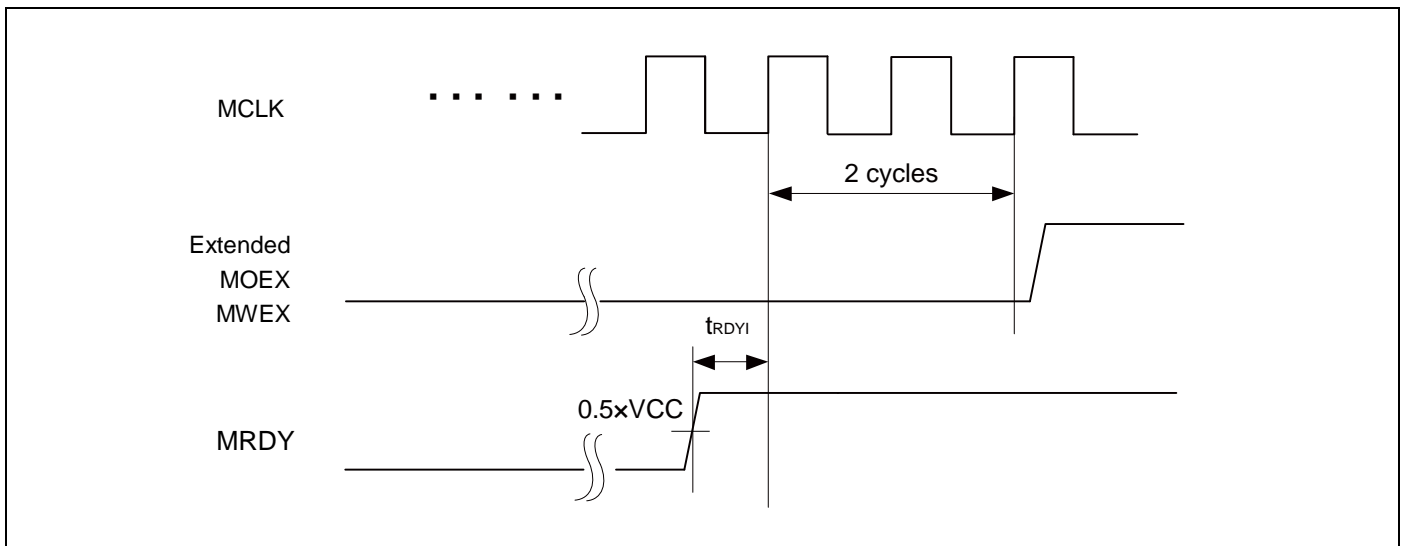 MCLK
... ...
2 cycles
Extended
MOEX
MWEX
tRDYI
0.5×VCC
MRDY